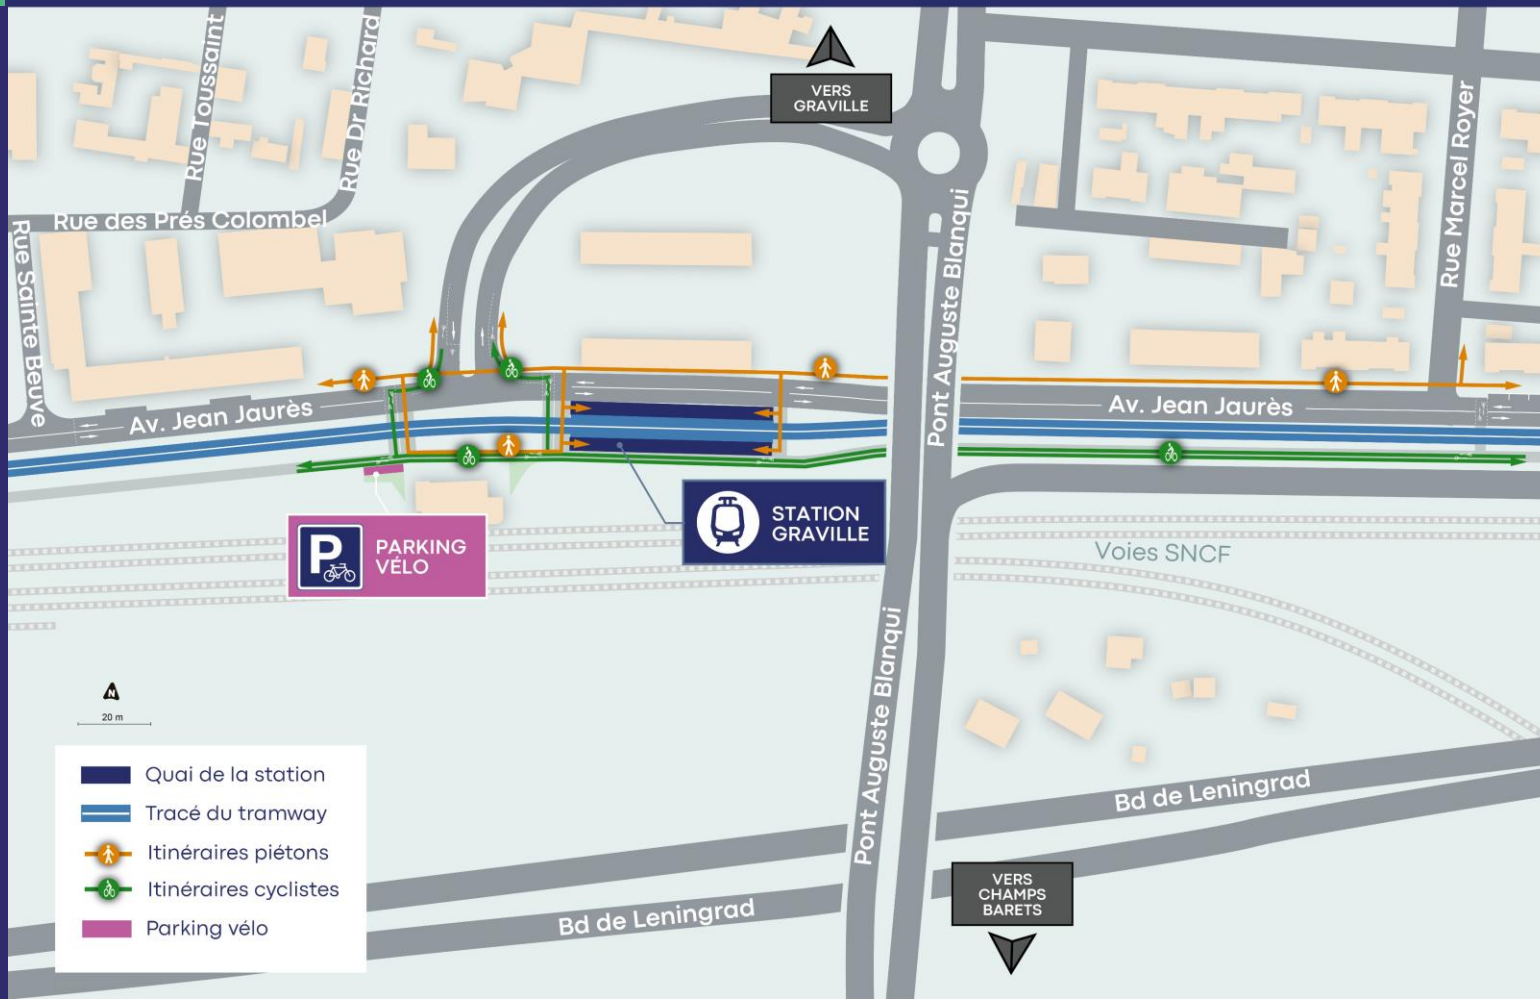 VERS
GRAVILLE
Rue Toussaint
Rue Dr Richard
Rue Marcel Royer
Rue des Prés Colombel
Rue Sainte Beuve
Pont Auguste Blanqui
Av. Jean Jaurès
Av. Jean Jaurès
P
PARKING
VÉLO
STATION
GRAVILLE
Voies SNCF
Pont Auguste Blanqui
N
20 m
Quai de la station
Tracé du tramway
Itinéraires piétons
Itinéraires cyclistes
Parking vélo
Bd de Leningrad
Bd de Leningrad
VERS
CHAMPS
BARETS